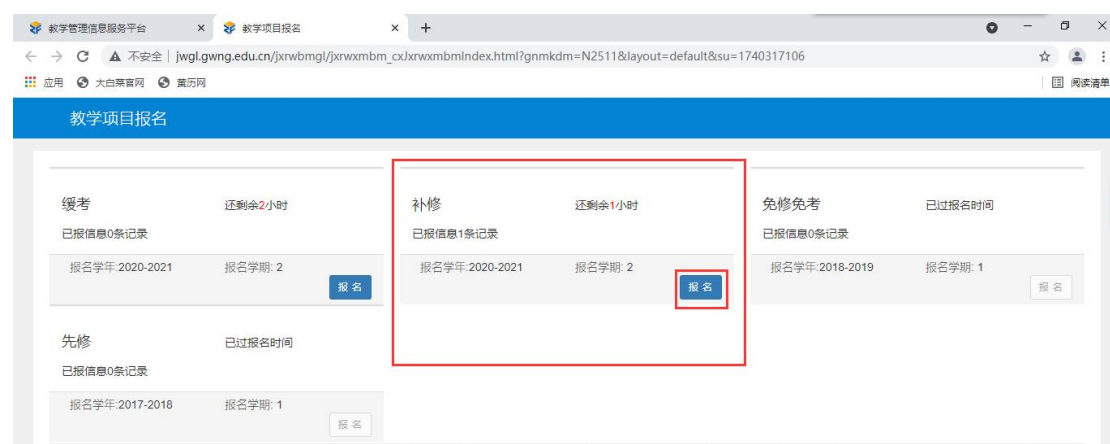 教学管理信息服务平台
教学项目报名
不安全 | jwgl.gwng.edu.cn/jxrwbmgl/jxrwxmbm_cxJxrwxmbmIndex.html?gnmkdm=N2511&layout=default&su=1740317106
应用 大白菜官网 董历网 阅读清单
教学项目报名
缓考 还剩余2小时
已报信息0条记录
报名学年:2020-2021 报名学期: 2
报 名
补修 还剩余1小时
已报信息1条记录
报名学年:2020-2021 报名学期: 2
报 名
免修免考 已过报名时间
已报信息0条记录
报名学年:2018-2019 报名学期: 1
报 名
先修 已过报名时间
已报信息0条记录
报名学年:2017-2018 报名学期: 1
报 名